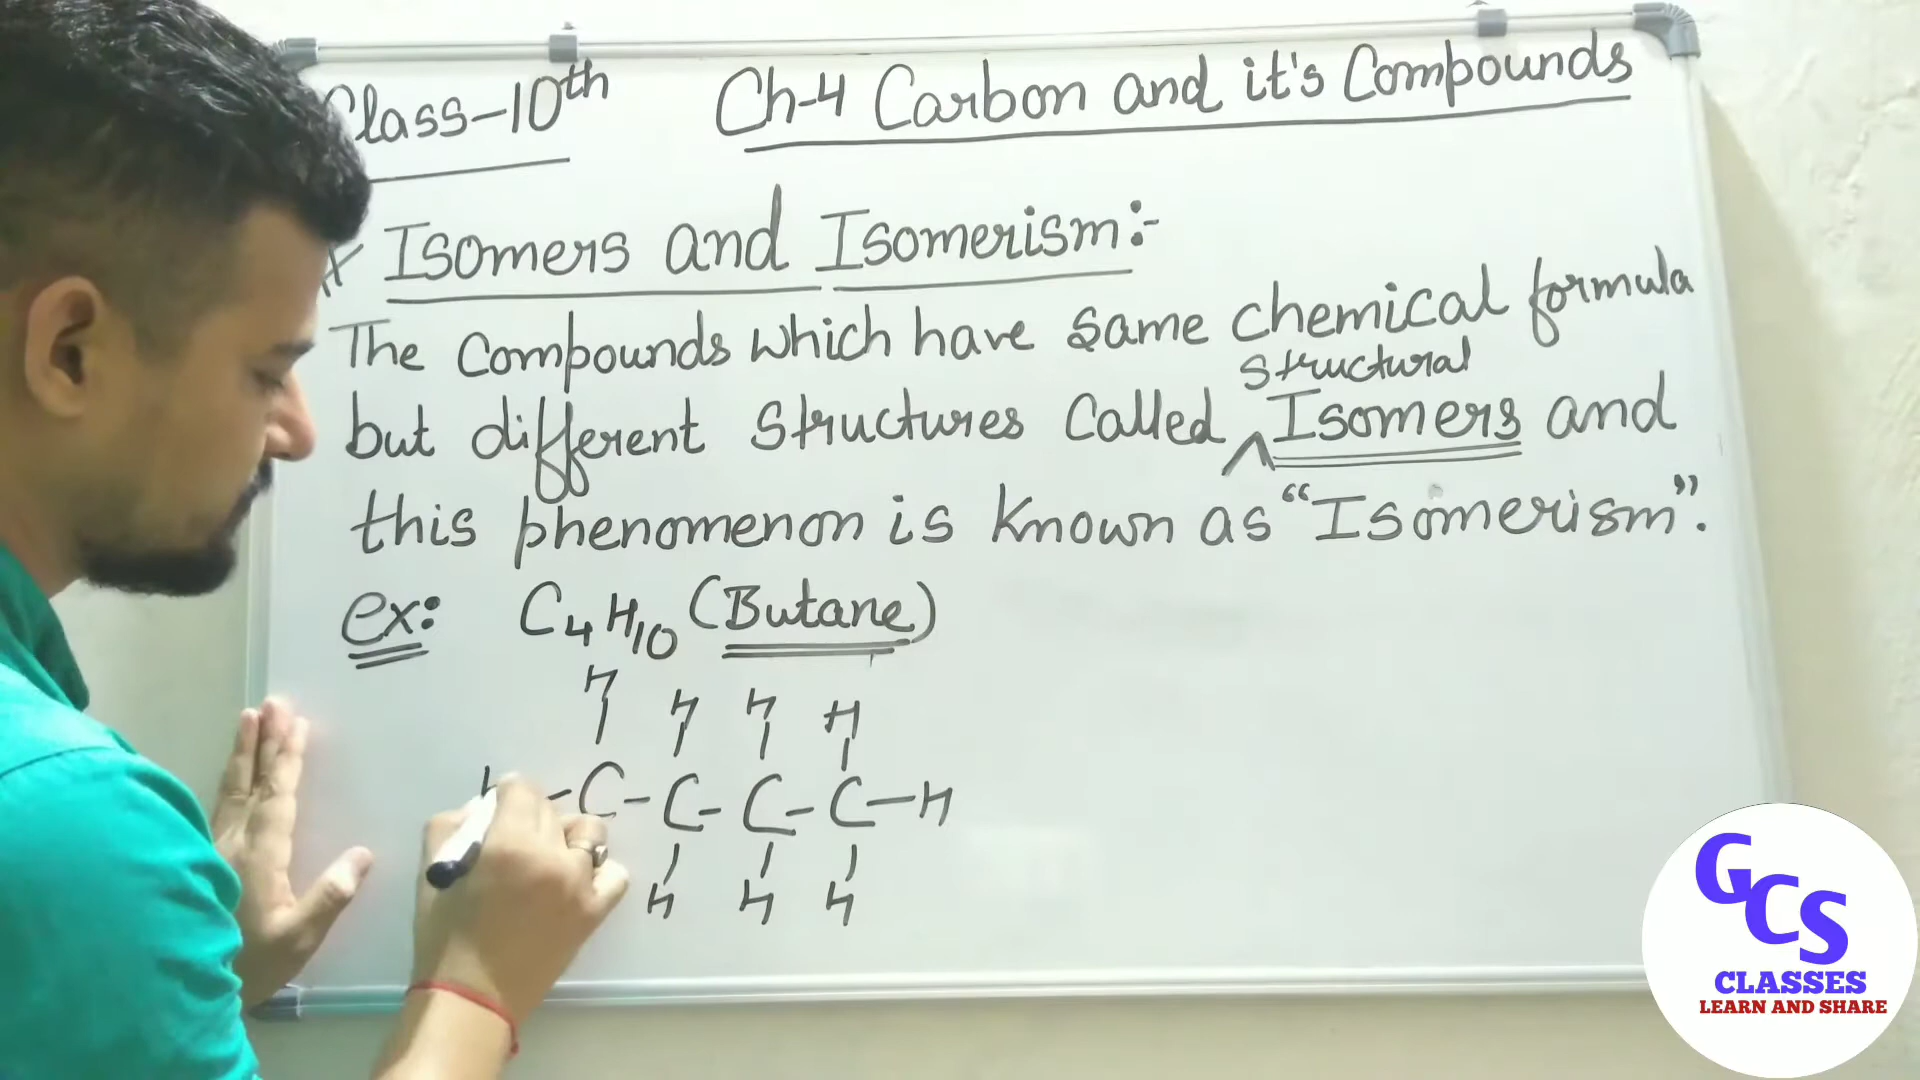 Class-10th Ch-4 Carbon and it's Compounds
Isomers and Isomerism:-
The Compounds which have same chemical formula
structural
but different structures called Isomers and
this phenomenon is known as "Isomerism".
ex: C4H10 (Butane)
H H H H
H-C-C-C-C-H
H H H
GCS
CLASSES
LEARN AND SHARE